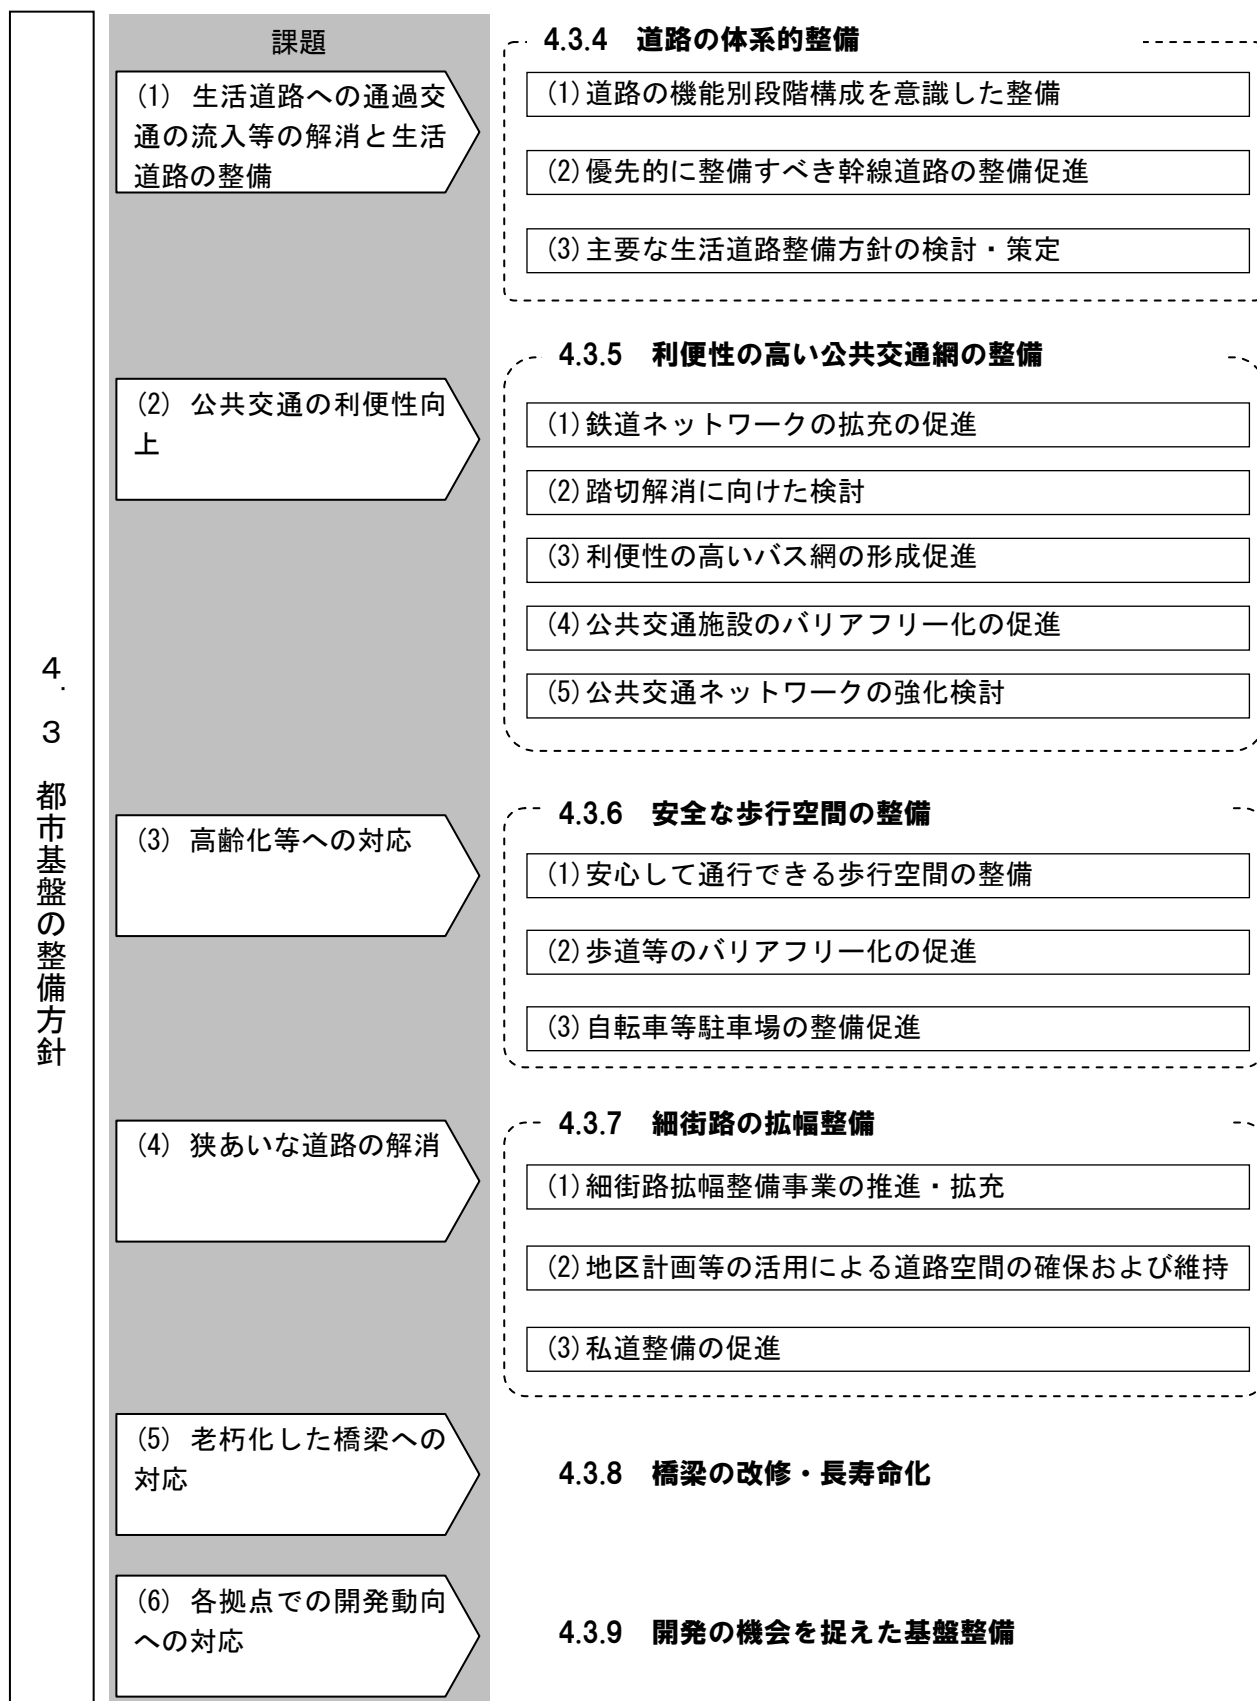 4.3 都市基盤の整備方針
課題
(1) 生活道路への通過交
通の流入等の解消と生活
道路の整備
4.3.4 道路の体系的整備
(1)道路の機能別段階構成を意識した整備
(2)優先的に整備すべき幹線道路の整備促進
(3)主要な生活道路整備方針の検討・策定
(2) 公共交通の利便性向
上
4.3.5 利便性の高い公共交通網の整備
(1)鉄道ネットワークの拡充の促進
(2)踏切解消に向けた検討
(3)利便性の高いバス網の形成促進
(4)公共交通施設のバリアフリー化の促進
(5)公共交通ネットワークの強化検討
(3) 高齢化等への対応
4.3.6 安全な歩行空間の整備
(1)安心して通行できる歩行空間の整備
(2)歩道等のバリアフリー化の促進
(3)自転車等駐車場の整備促進
(4) 狭あいな道路の解消
4.3.7 細街路の拡幅整備
(1)細街路拡幅整備事業の推進・拡充
(2)地区計画等の活用による道路空間の確保および維持
(3)私道整備の促進
(5) 老朽化した橋梁への
対応
4.3.8 橋梁の改修・長寿命化
(6) 各拠点での開発動向
への対応
4.3.9 開発の機会を捉えた基盤整備